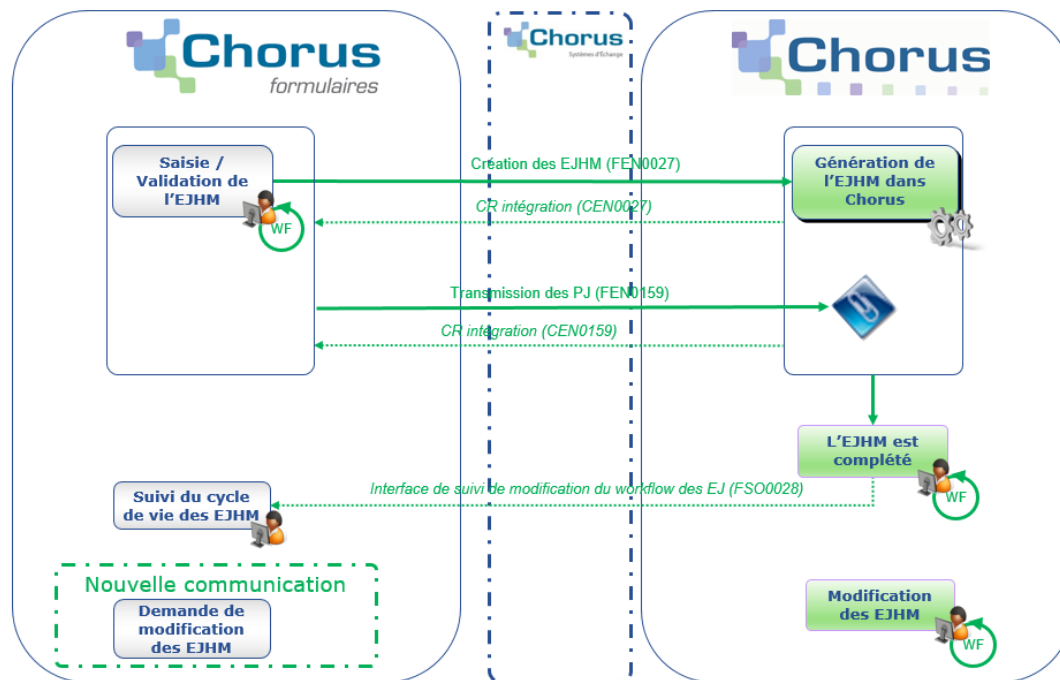 Chorus
formulaires
Chorus
Systèmes d'Échange
Chorus
Saisie /
Validation de
l'EJHM
WF
Création des EJHM (FEN0027)
CR intégration (CEN0027)
Génération de
l'EJHM dans
Chorus
Transmission des PJ (FEN0159)
CR intégration (CEN0159)
L'EJHM est
complété
WF
Interface de suivi de modification du workflow des EJ (FSO0028)
Suivi du cycle
de vie des EJHM
Nouvelle communication
Demande de
modification
des EJHM
Modification
des EJHM
WF